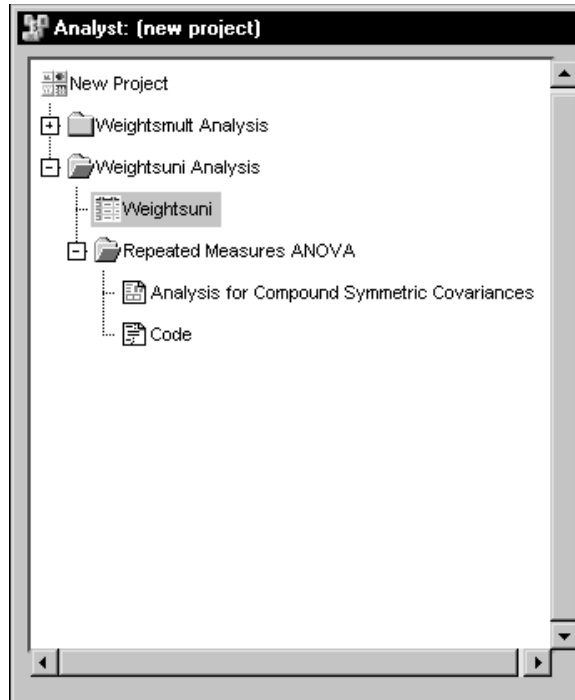 Analyst: (new project)
New Project
Weightsmult Analysis
Weightsuni Analysis
Weightsuni
Repeated Measures ANOVA
Analysis for Compound Symmetric Covariances
Code